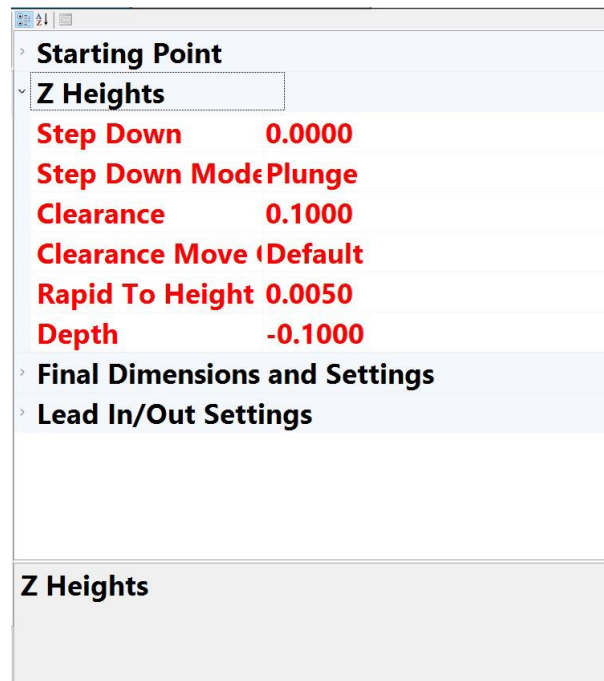 Starting Point
Z Heights
Step Down 0.0000
Step Down Mode Plunge
Clearance 0.1000
Clearance Move Default
Rapid To Height 0.0050
Depth -0.1000
Final Dimensions and Settings
Lead In/Out Settings
Z Heights